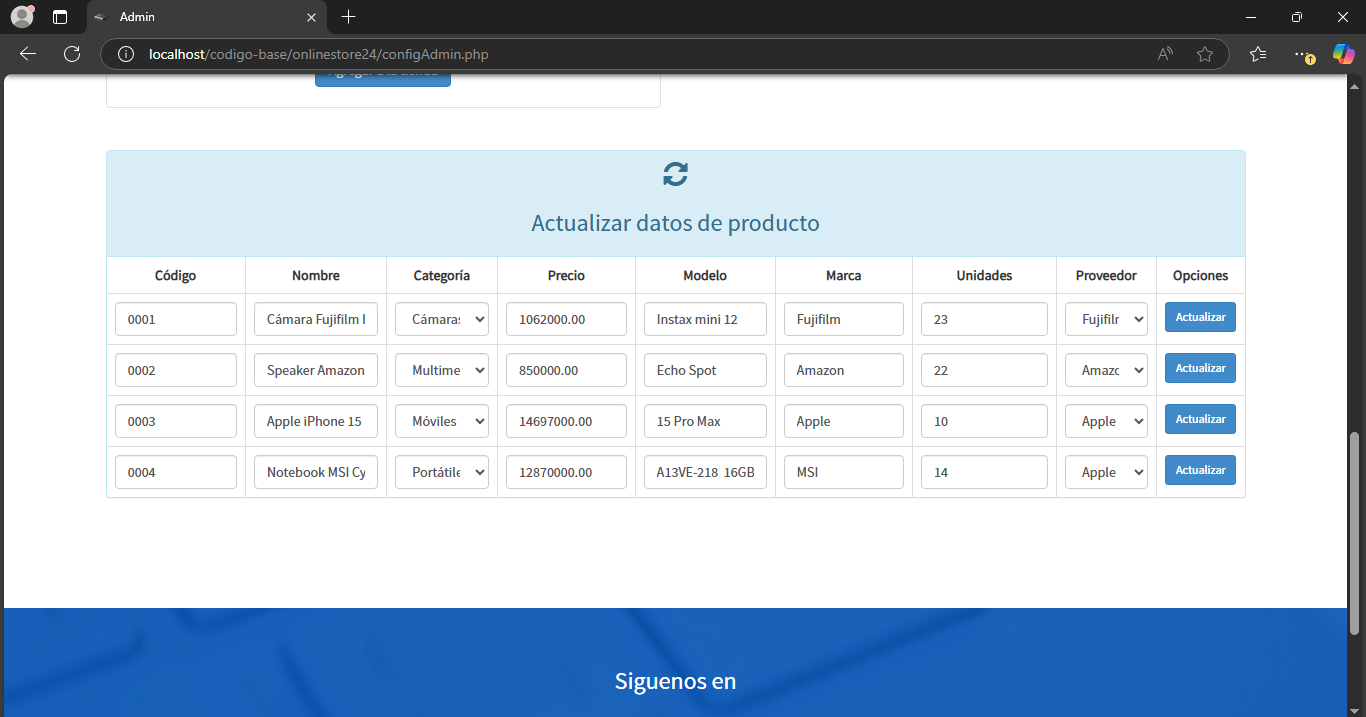 Admin
localhost/codigo-base/onlinestore24/configAdmin.php
Actualizar datos de producto
Código Nombre Categoría Precio Modelo Marca Unidades Proveedor Opciones
0001 Cámara Fujifilm I Cámaras 1062000.00 Instax mini 12 Fujifilm 23 Fujifilr Actualizar
0002 Speaker Amazon Multime 850000.00 Echo Spot Amazon 22 Amazc Actualizar
0003 Apple iPhone 15 Móviles 14697000.00 15 Pro Max Apple 10 Apple Actualizar
0004 Notebook MSI Cy Portátile 12870000.00 A13VE-218 16GB MSI 14 Apple Actualizar
Siguenos en